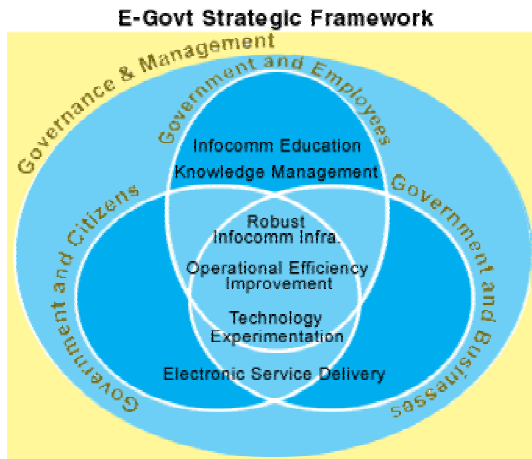 E-Govt Strategic Framework
Governance & Management
Government and Employees
Infocomm Education
Knowledge Management
Government and Citizens
Government and Businesses
Robust
Infocomm Infra.
Operational Efficiency
Improvement
Technology
Experimentation
Electronic Service Delivery